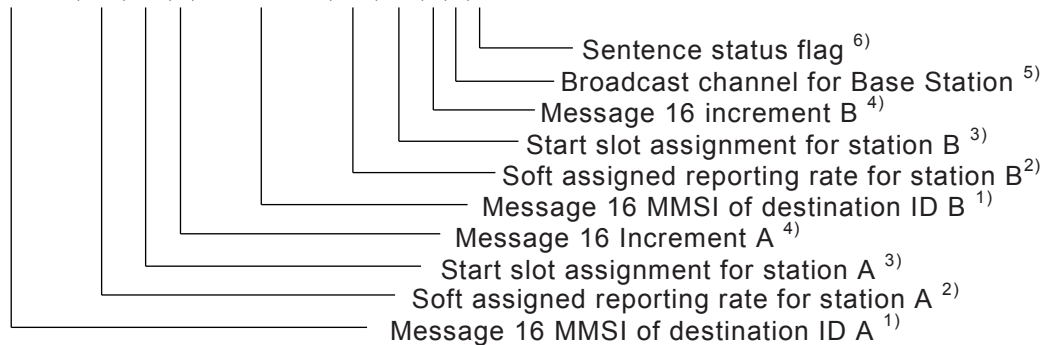 Sentence status flag 6)
Broadcast channel for Base Station 5)
Message 16 increment B 4)
Start slot assignment for station B 3)
Soft assigned reporting rate for station B2)
Message 16 MMSI of destination ID B 1)
Message 16 Increment A 4)
Start slot assignment for station A 3)
Soft assigned reporting rate for station A 2)
Message 16 MMSI of destination ID A 1)